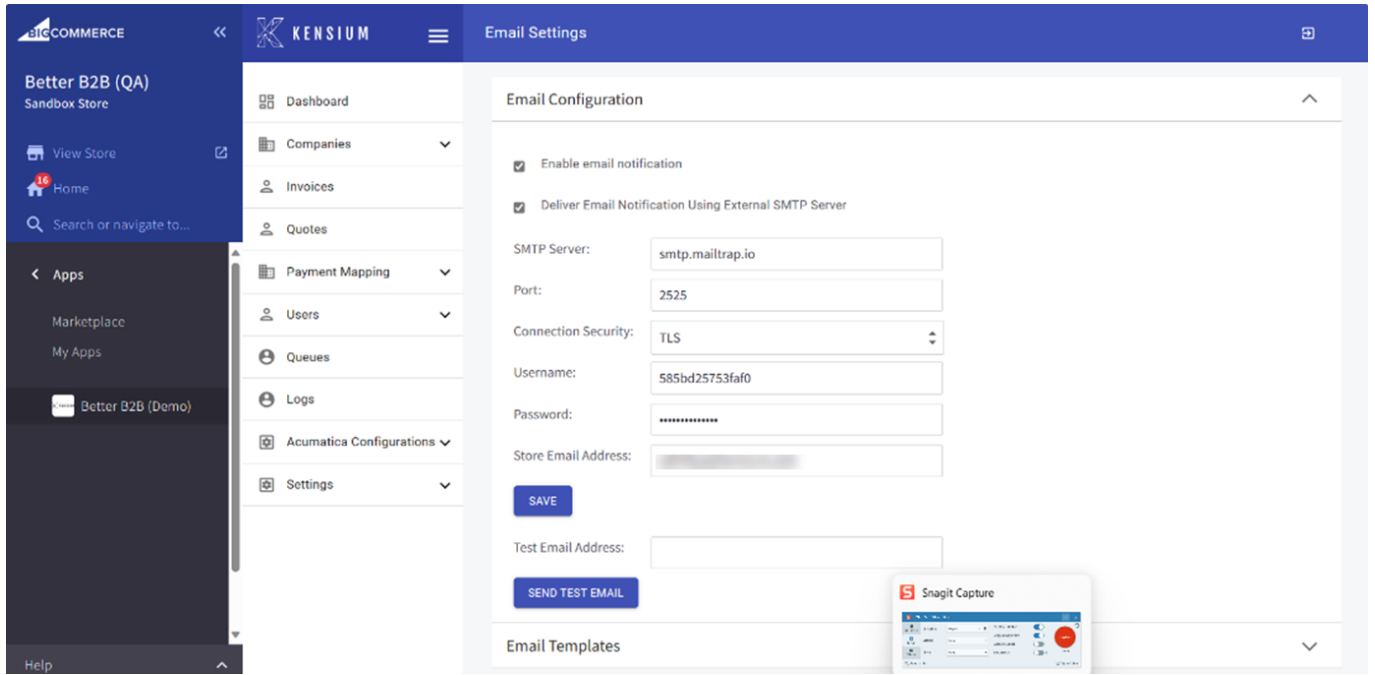 BIGCOMMERCE
Better B2B (QA)
Sandbox Store
View Store
16
Home
Search or navigate to...
Apps
Marketplace
My Apps
Better B2B (Demo)
Help
KENSIUM
Dashboard
Companies
Invoices
Quotes
Payment Mapping
Users
Queues
Logs
Acumatica Configurations
Settings
Email Settings
Email Configuration
Enable email notification
Deliver Email Notification Using External SMTP Server
SMTP Server: smtp.mailtrap.io
Port: 2525
Connection Security: TLS
Username: 585bd25753faf0
Password: ••••••••••••••
Store Email Address:
SAVE
Test Email Address:
SEND TEST EMAIL
Email Templates
S Snagit Capture